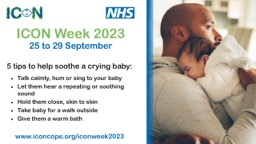 ICON
NHS
ICON Week 2023
25 to 29 September
5 tips to help soothe a crying baby:
• Talk calmly, hum or sing to your baby
• Let them hear a repeating or soothing
sound
• Hold them close, skin to skin
• Take baby for a walk outside
• Give them a warm bath
www.iconcope.org/iconweek2023